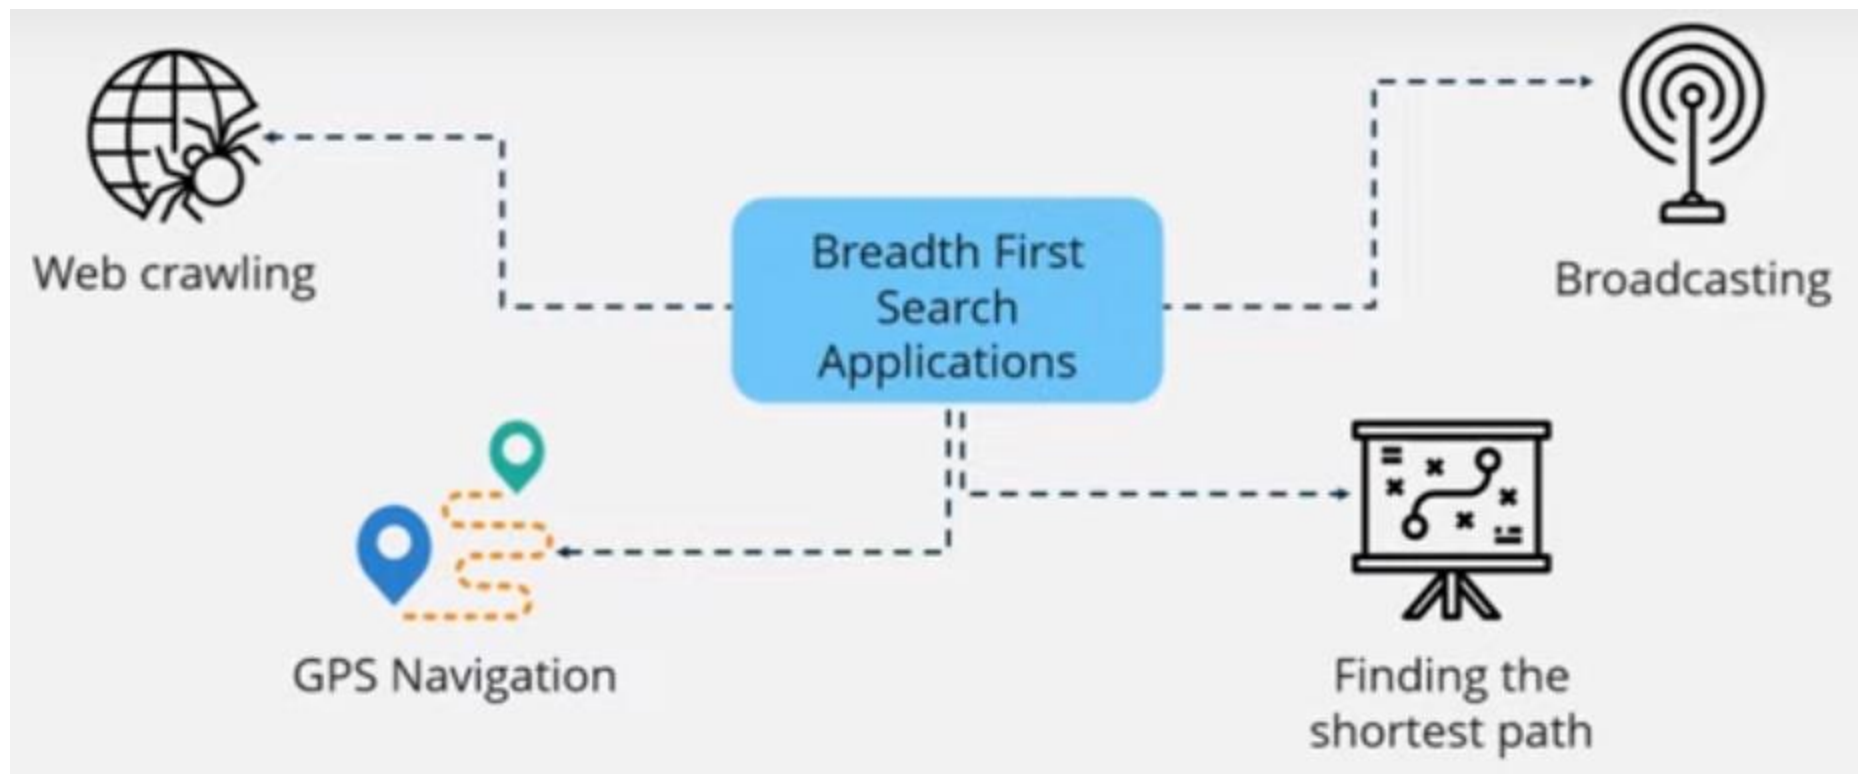 Web crawling
Breadth First
Search
Applications
Broadcasting
GPS Navigation
Finding the
shortest path